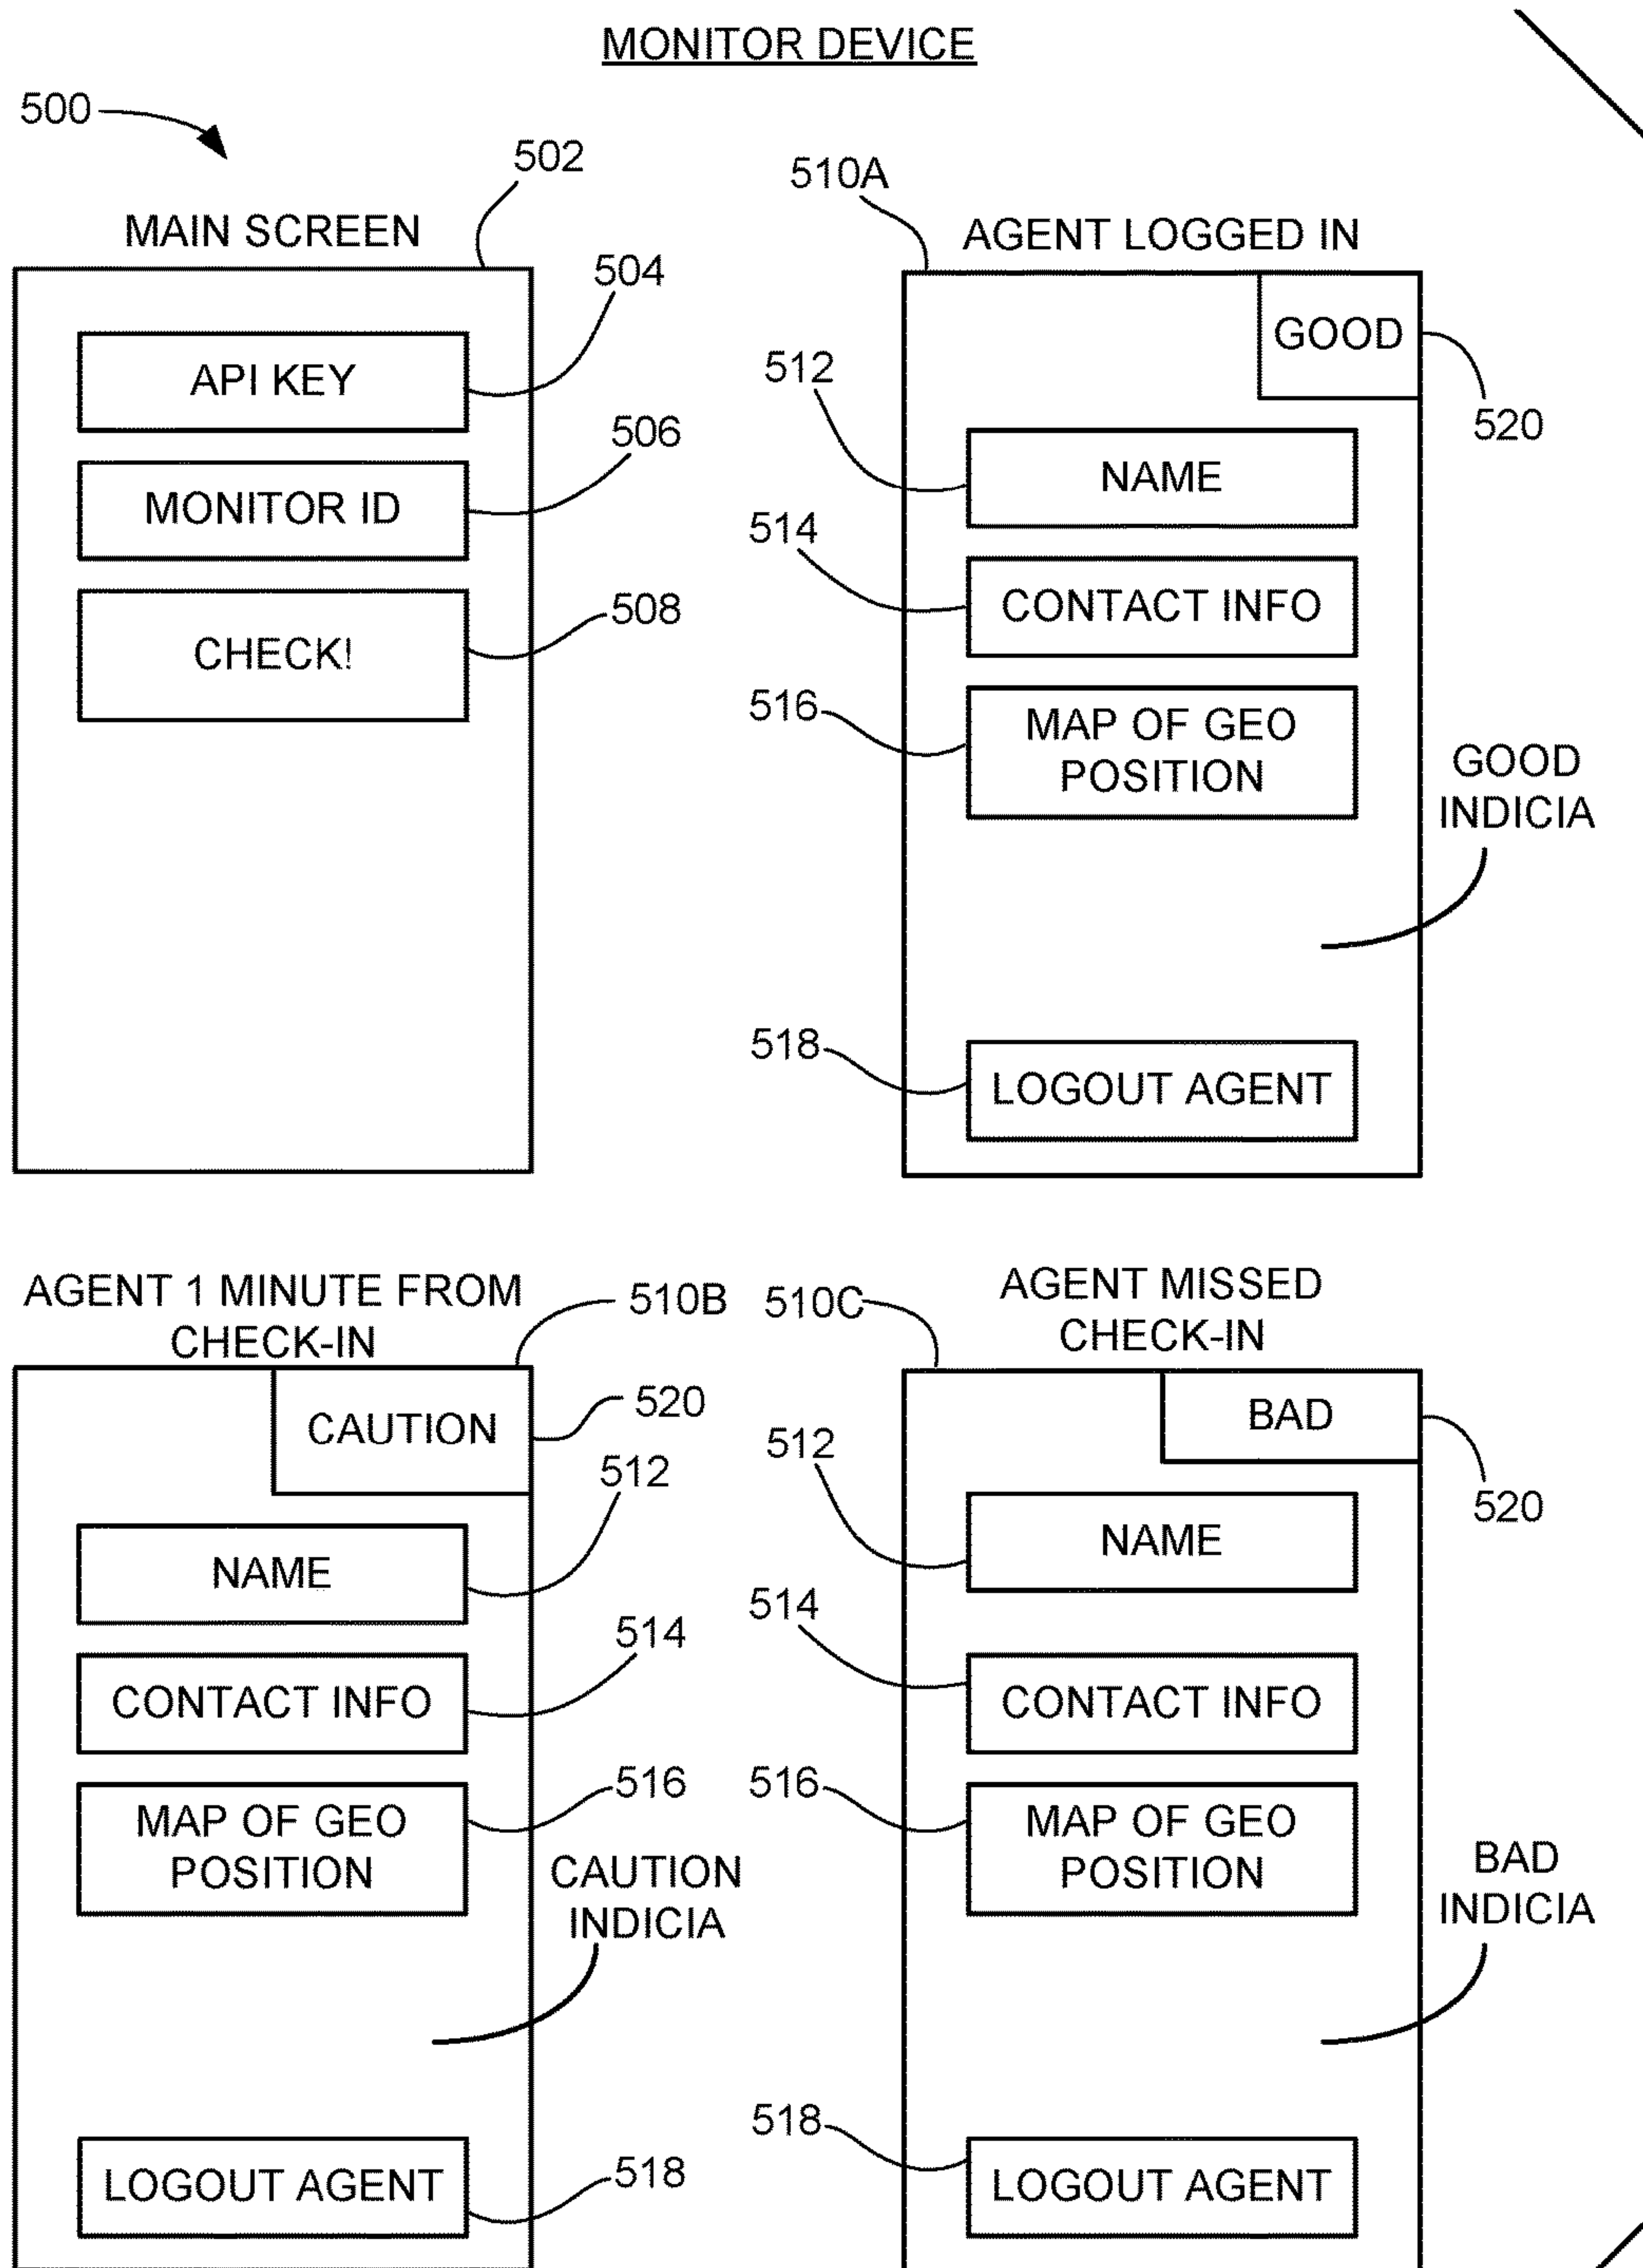 MONITOR DEVICE
500
502
MAIN SCREEN
504
API KEY
506
MONITOR ID
508
CHECK!
510A
AGENT LOGGED IN
GOOD
520
512
NAME
514
CONTACT INFO
516
MAP OF GEO
POSITION
GOOD
INDICIA
518
LOGOUT AGENT
AGENT 1 MINUTE FROM
CHECK-IN
510B
CAUTION
520
512
NAME
514
CONTACT INFO
516
MAP OF GEO
POSITION
CAUTION
INDICIA
LOGOUT AGENT
518
510C
AGENT MISSED
CHECK-IN
BAD
520
512
NAME
514
CONTACT INFO
516
MAP OF GEO
POSITION
BAD
INDICIA
518
LOGOUT AGENT